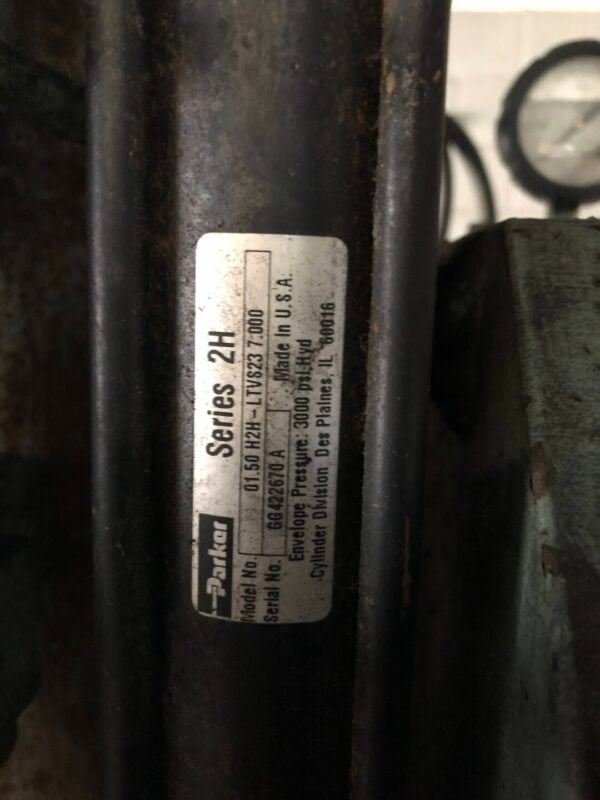 Parker
Series 2H
Model No. 01.50 H2H-LTVS23 7.000
Serial No. GG422670 A Made In U.S.A.
Envelope Pressure: 3000 psi, Hyd
Cylinder Division Des Plaines, IL 60016